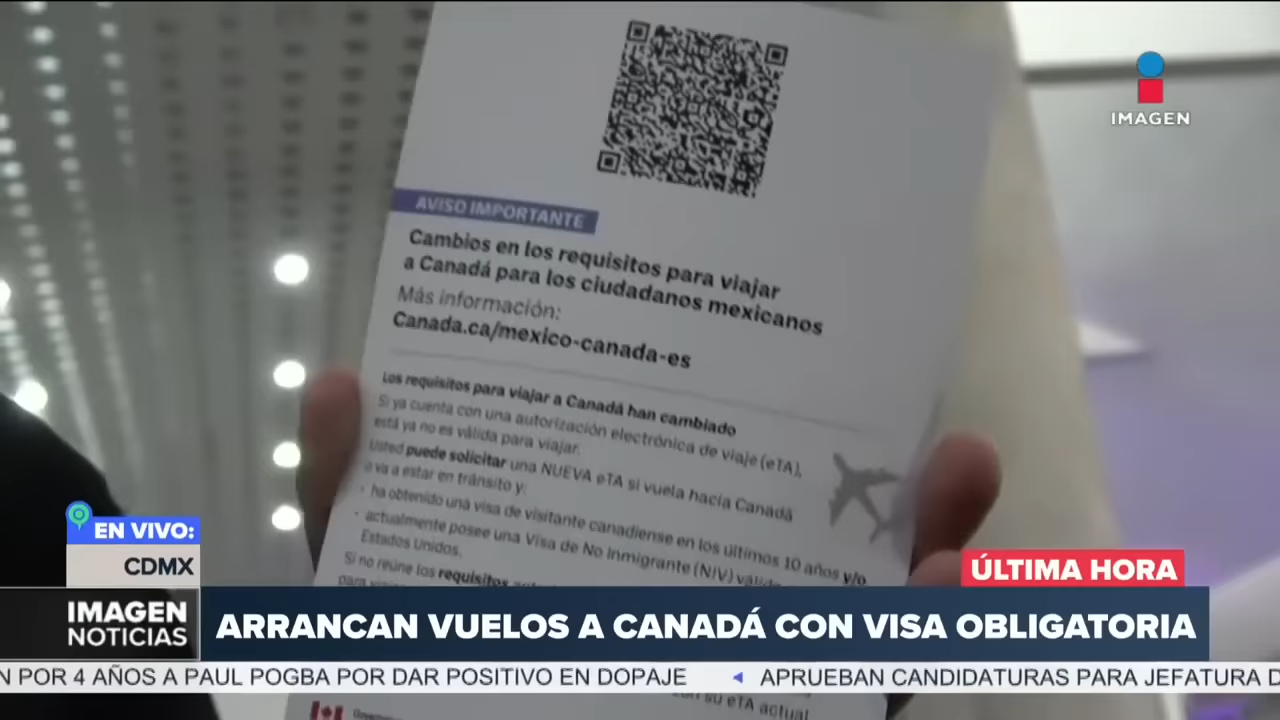 IMAGEN
AVISO IMPORTANTE
Cambios en los requisitos para viajar
a Canadá para los ciudadanos mexicanos
Más información:
Canada.ca/mexico-canada-es
Los requisitos para viajar a Canadá han cambiado
Si ya cuenta con una autorización electrónica de viaje (eTA),
está ya no es válida para viajar.
Usted puede solicitar una NUEVA eTA si vuela hacia Canadá
o va a estar en tránsito y:
· ha obtenido una visa de visitante canadiense en los últimos 10 años y/o
· actualmente posee una Visa de No Inmigrante (NIV)
Estados Unidos.
Si no reúne los requisitos
con su eTA actual
EN VIVO:
CDMX
ÚLTIMA HORA
IMAGEN
NOTICIAS
ARRANCAN VUELOS A CANADÁ CON VISA OBLIGATORIA
N POR 4 AÑOS A PAUL POGBA POR DAR POSITIVO EN DOPAJE ◄ APRUEBAN CANDIDATURAS PARA JEFATURA D